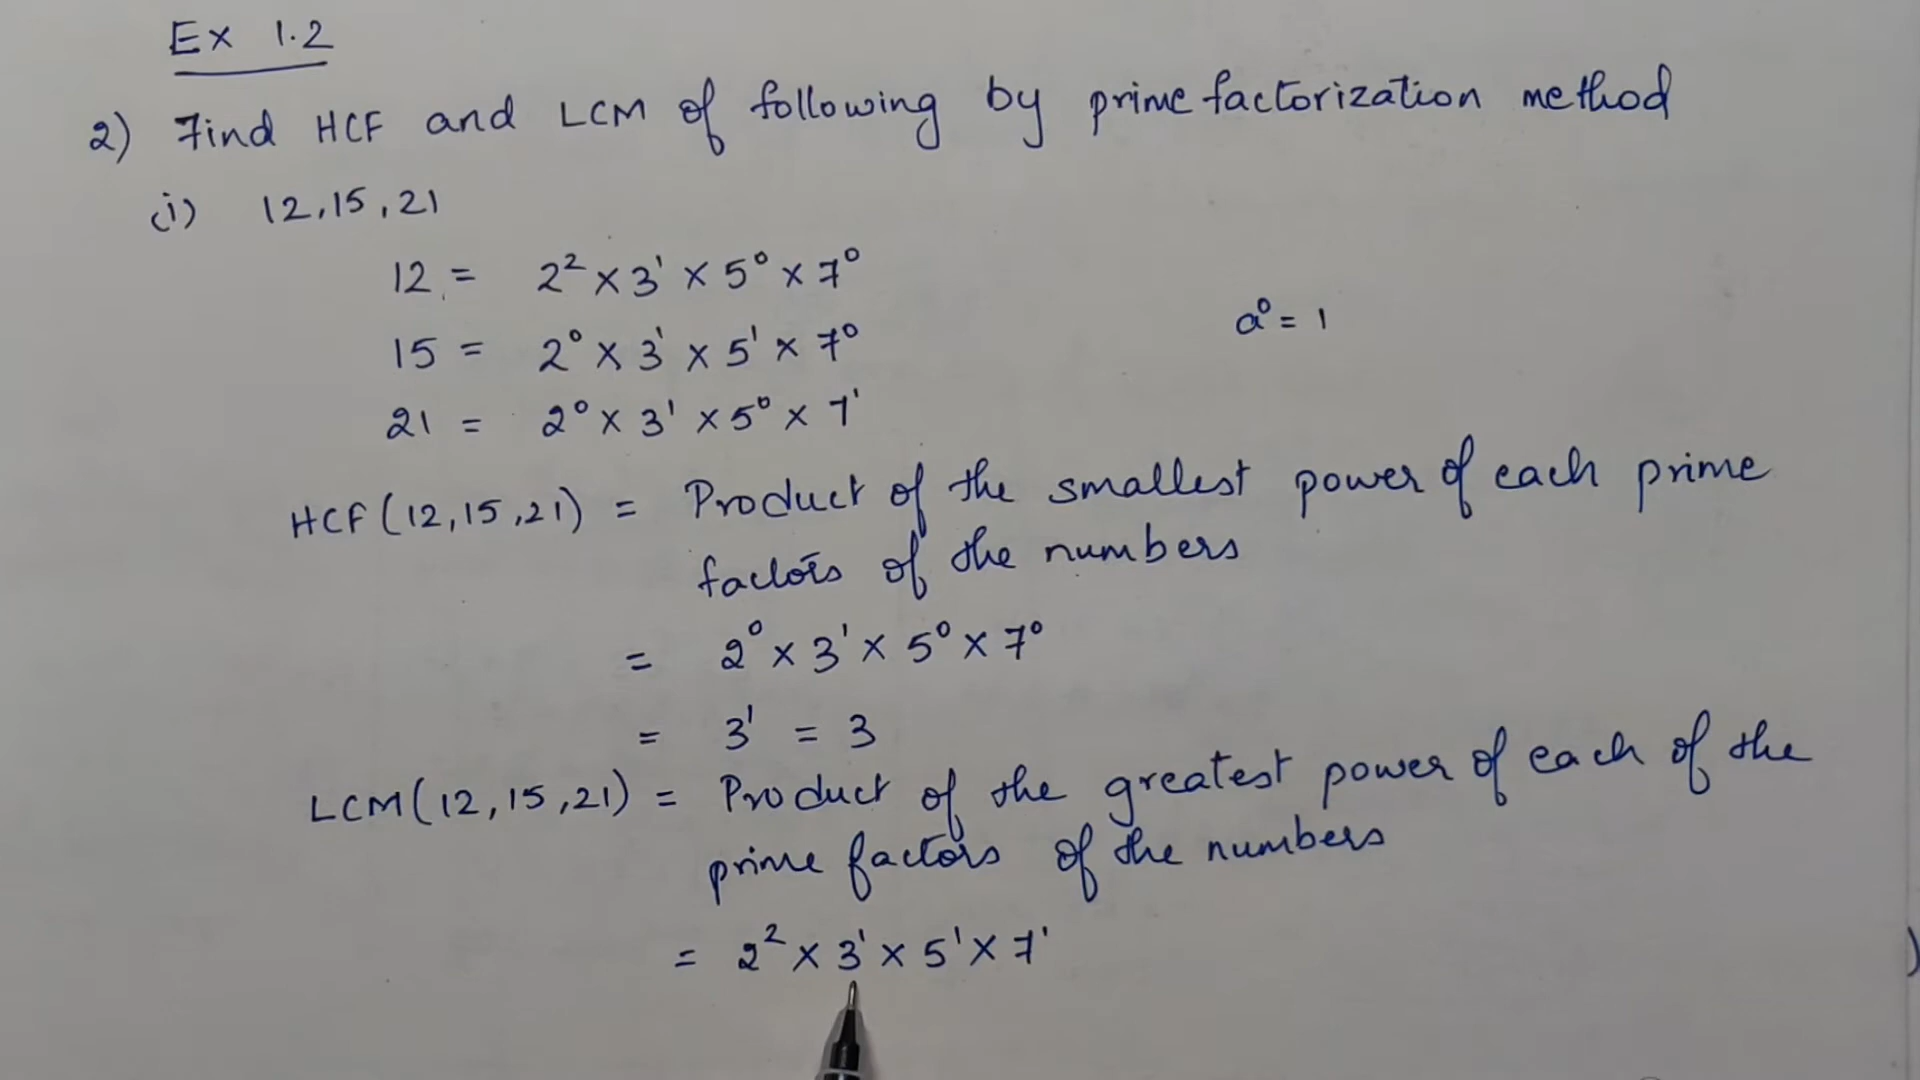 Ex 1.2
2) Find HCF and LCM of following by prime factorization method
(i) 12, 15, 21
12 = 2² × 3¹ × 5⁰ × 7⁰
a⁰ = 1
15 = 2⁰ × 3¹ × 5¹ × 7⁰
21 = 2⁰ × 3¹ × 5⁰ × 7¹
HCF (12, 15, 21) = Product of the smallest power of each prime
factors of the numbers
= 2⁰ × 3¹ × 5⁰ × 7⁰
= 3¹ = 3
LCM (12, 15, 21) = Product of the greatest power of each of the
prime factors of the numbers
= 2² × 3¹ × 5¹ × 7¹